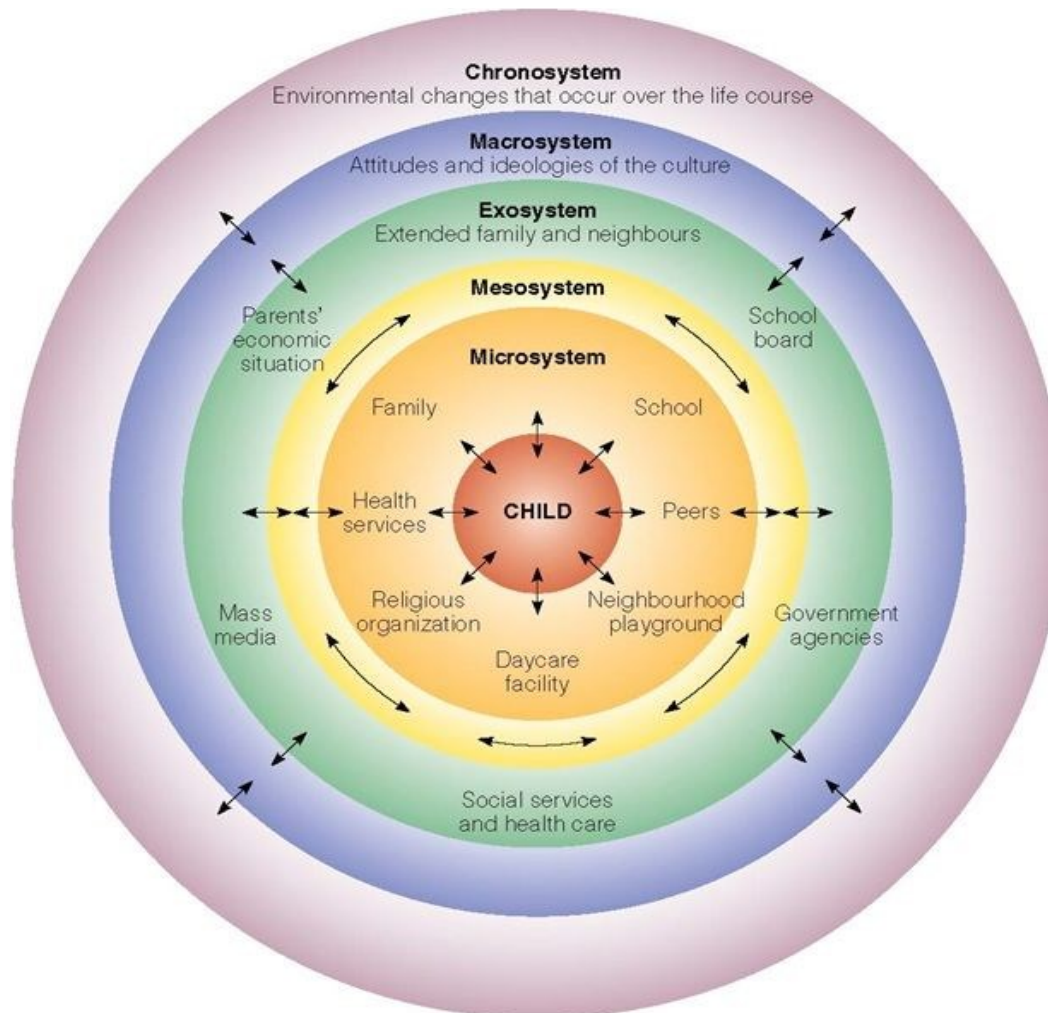 Chronosystem
Environmental changes that occur over the life course
Macrosystem
Attitudes and ideologies of the culture
Exosystem
Extended family and neighbours
Mesosystem
Parents'
economic
situation
School
board
Microsystem
Family
School
Health
services
CHILD
Peers
Religious
organization
Neighbourhood
playground
Mass
media
Government
agencies
Daycare
facility
Social services
and health care